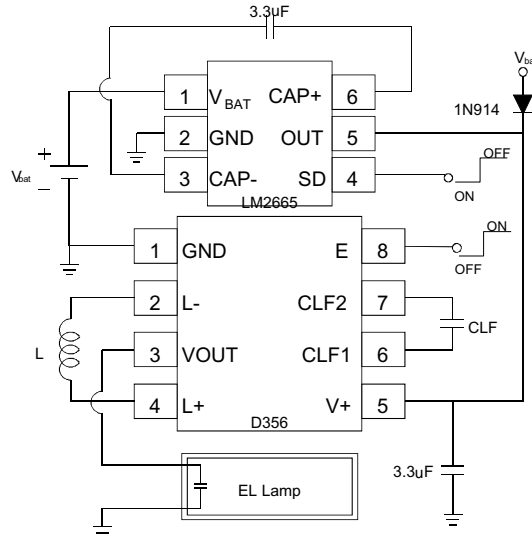 3.3uF
1 VBAT CAP+ 6
2 GND OUT 5
3 CAP- SD 4
LM2665
Vba
1N914
OFF
ON
+
Vbat
–
1 GND E 8
2 L- CLF2 7
3 VOUT CLF1 6
4 L+ V+ 5
D356
ON
OFF
L
CLF
3.3uF
EL Lamp